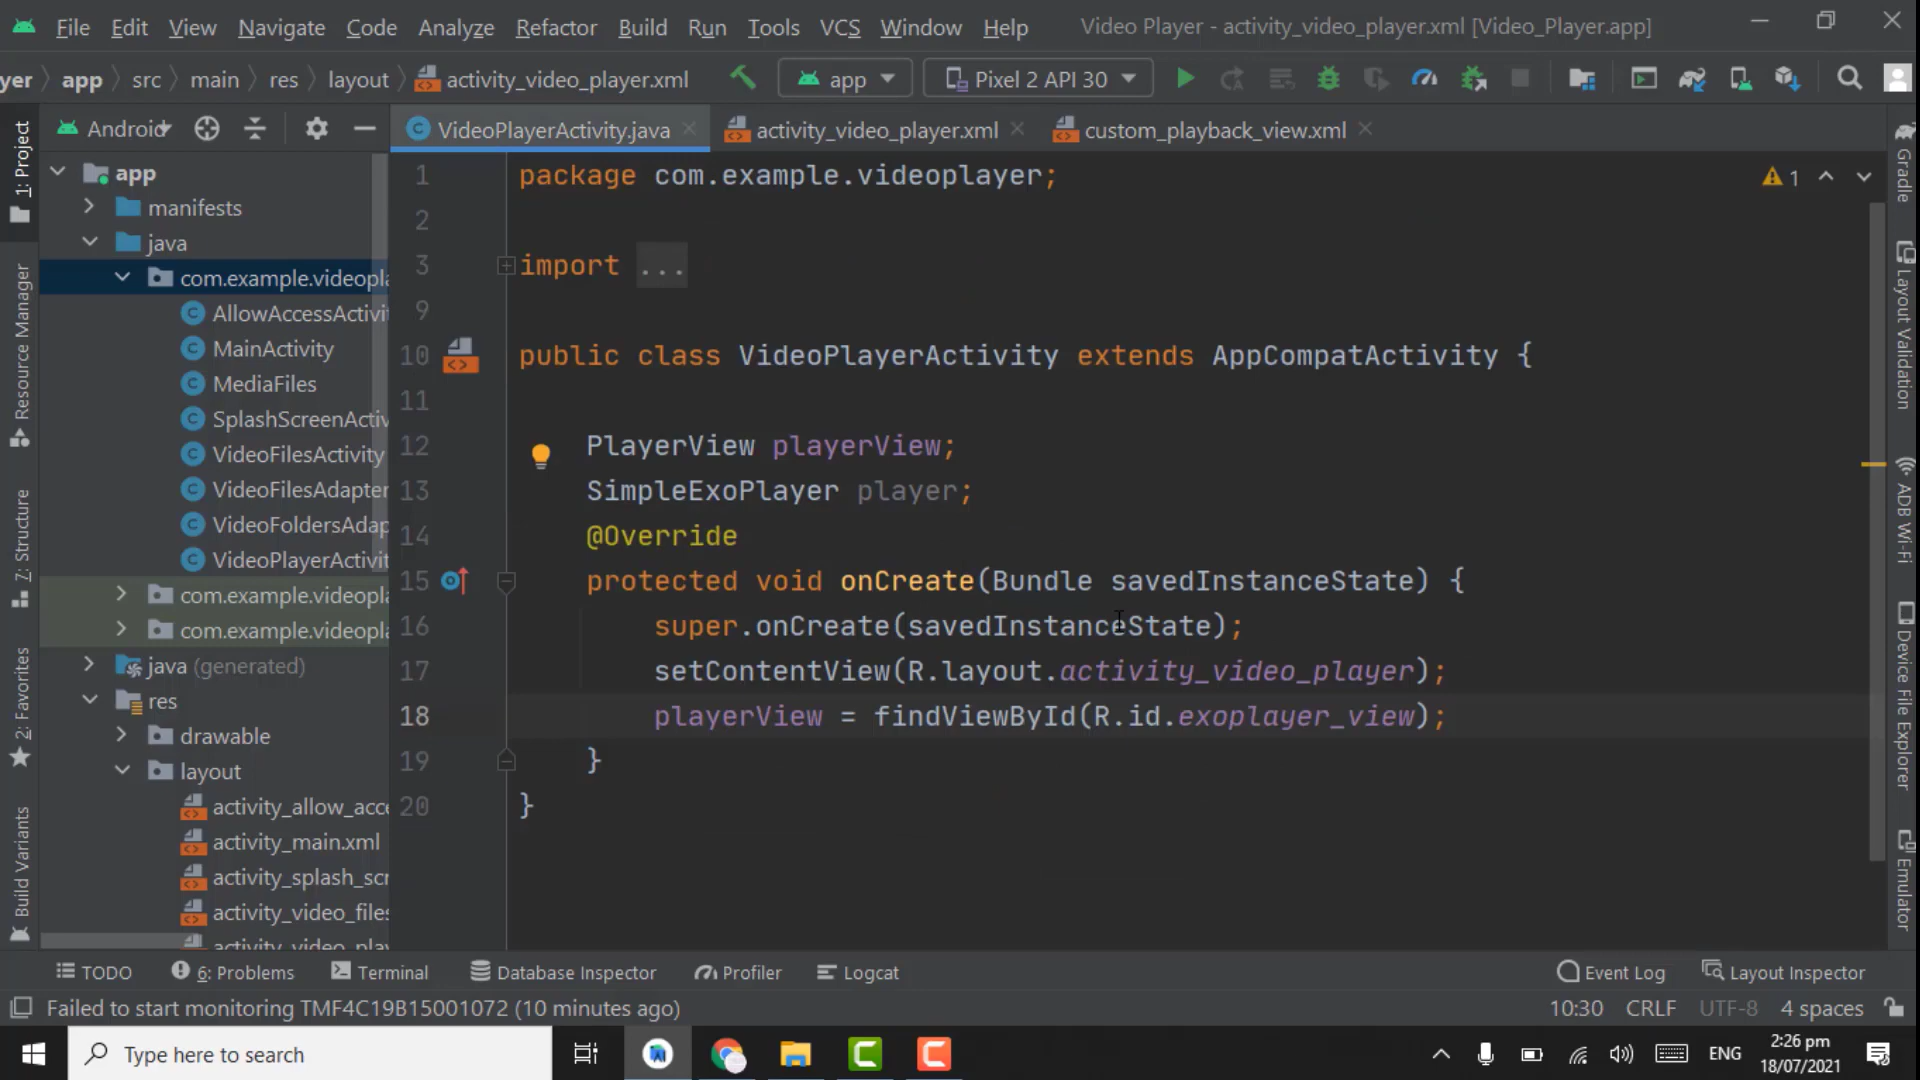 File Edit View Navigate Code Analyze Refactor Build Run Tools VCS Window Help Video Player - activity_video_player.xml [Video_Player.app]
yer app src main res layout activity_video_player.xml app Pixel 2 API 30
Android VideoPlayerActivity.java activity_video_player.xml custom_playback_view.xml
1: Project
Resource Manager
7: Structure
2: Favorites
Build Variants
app
manifests
java
com.example.videopla
AllowAccessActivi
MainActivity
MediaFiles
SplashScreenActiv
VideoFilesActivity
VideoFilesAdapter
VideoFoldersAdap
VideoPlayerActivit
com.example.videopla
com.example.videopla
java (generated)
res
drawable
layout
activity_allow_acce
activity_main.xml
activity_splash_scr
activity_video_files
activity_video_play
1 package com.example.videoplayer;
2
3 import ...
9
10 public class VideoPlayerActivity extends AppCompatActivity {
11
12 PlayerView playerView;
13 SimpleExoPlayer player;
14 @Override
15 protected void onCreate(Bundle savedInstanceState) {
16 super.onCreate(savedInstanceState);
17 setContentView(R.layout.activity_video_player);
18 playerView = findViewById(R.id.exoplayer_view);
19 }
20 }
1
Gradle
Layout Validation
ADB Wi-Fi
Device File Explorer
Emulator
TODO 6: Problems Terminal Database Inspector Profiler Logcat Event Log Layout Inspector
Failed to start monitoring TMF4C19B15001072 (10 minutes ago) 10:30 CRLF UTF-8 4 spaces
Type here to search ENG 2:26 pm
18/07/2021